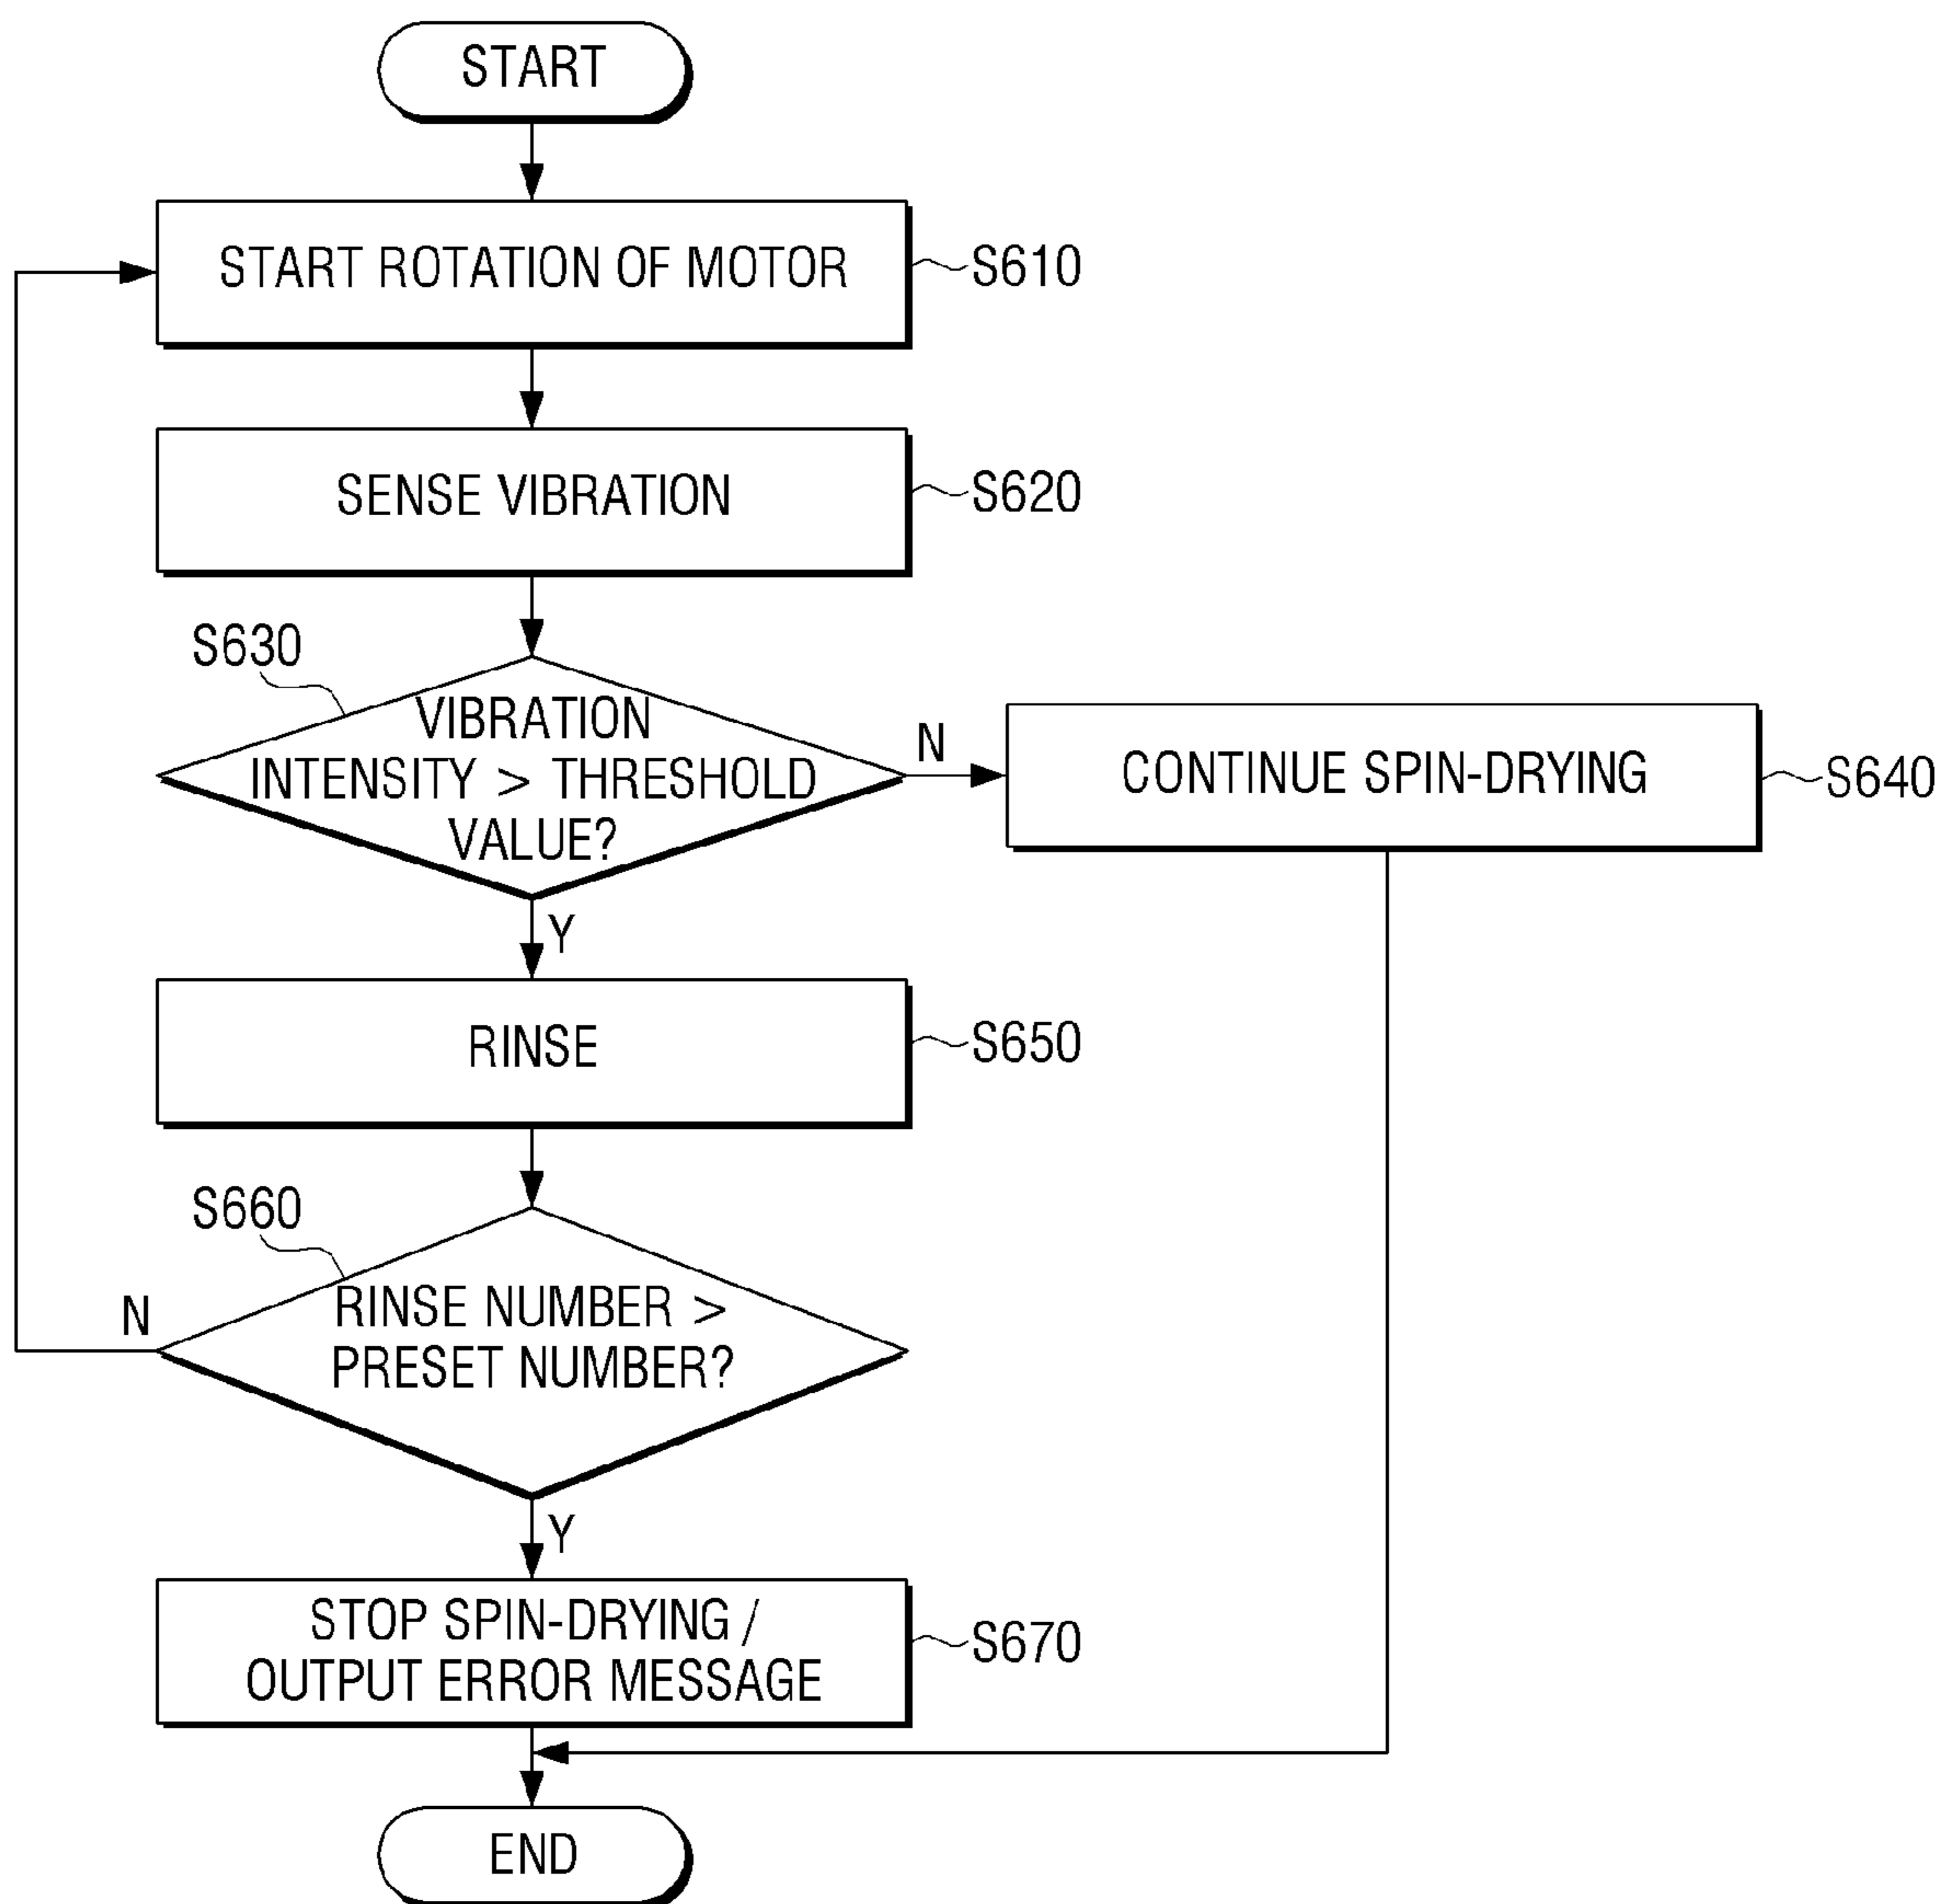 START
START ROTATION OF MOTOR
S610
SENSE VIBRATION
S620
S630
VIBRATION
INTENSITY > THRESHOLD
VALUE?
N
CONTINUE SPIN-DRYING
S640
Y
RINSE
S650
S660
RINSE NUMBER >
PRESET NUMBER?
N
Y
STOP SPIN-DRYING /
OUTPUT ERROR MESSAGE
S670
END